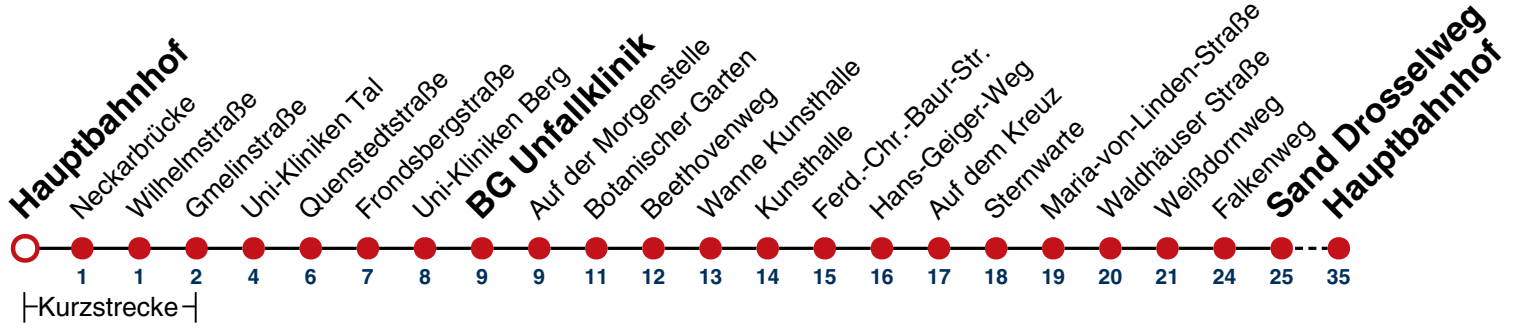 Hauptbahnhof
Neckarbrücke
Wilhelmstraße
Gmelinstraße
Uni-Kliniken Tal
Quenstedtstraße
Frondsbergstraße
Uni-Kliniken Berg
BG Unfallklinik
Auf der Morgenstelle
Botanischer Garten
Beethovenweg
Wanne Kunsthalle
Kunsthalle
Ferd.-Chr.-Baur-Str.
Hans-Geiger-Weg
Auf dem Kreuz
Sternwarte
Maria-von-Linden-Straße
Waldhäuser Straße
Weißdornweg
Falkenweg
Sand Drosselweg
Hauptbahnhof
1 1 2 4 6 7 8 9 9 11 12 13 14 15 16 17 18 19 20 21 24 25 35
Kurzstrecke